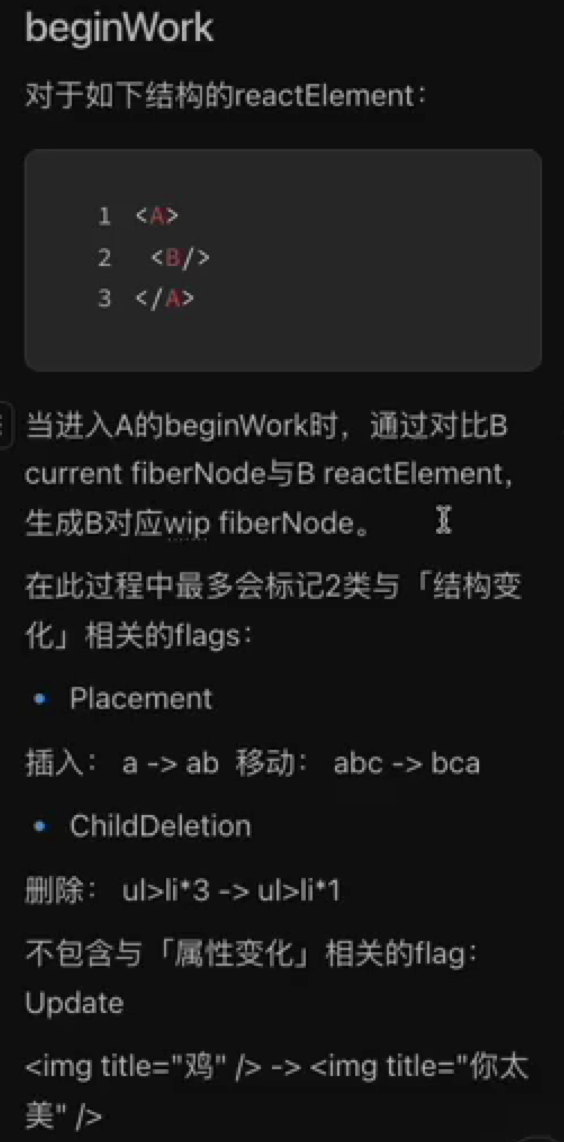 beginWork
对于如下结构的reactElement：
1 <A>
2  <B/>
3 </A>
当进入A的beginWork时，通过对比B
current fiberNode与B reactElement，
生成B对应wip fiberNode。
在此过程中最多会标记2类与「结构变
化」相关的flags：
• Placement
插入： a -> ab 移动： abc -> bca
• ChildDeletion
删除： ul>li*3 -> ul>li*1
不包含与「属性变化」相关的flag：
Update
<img title="鸡" /> -> <img title="你太
美" />